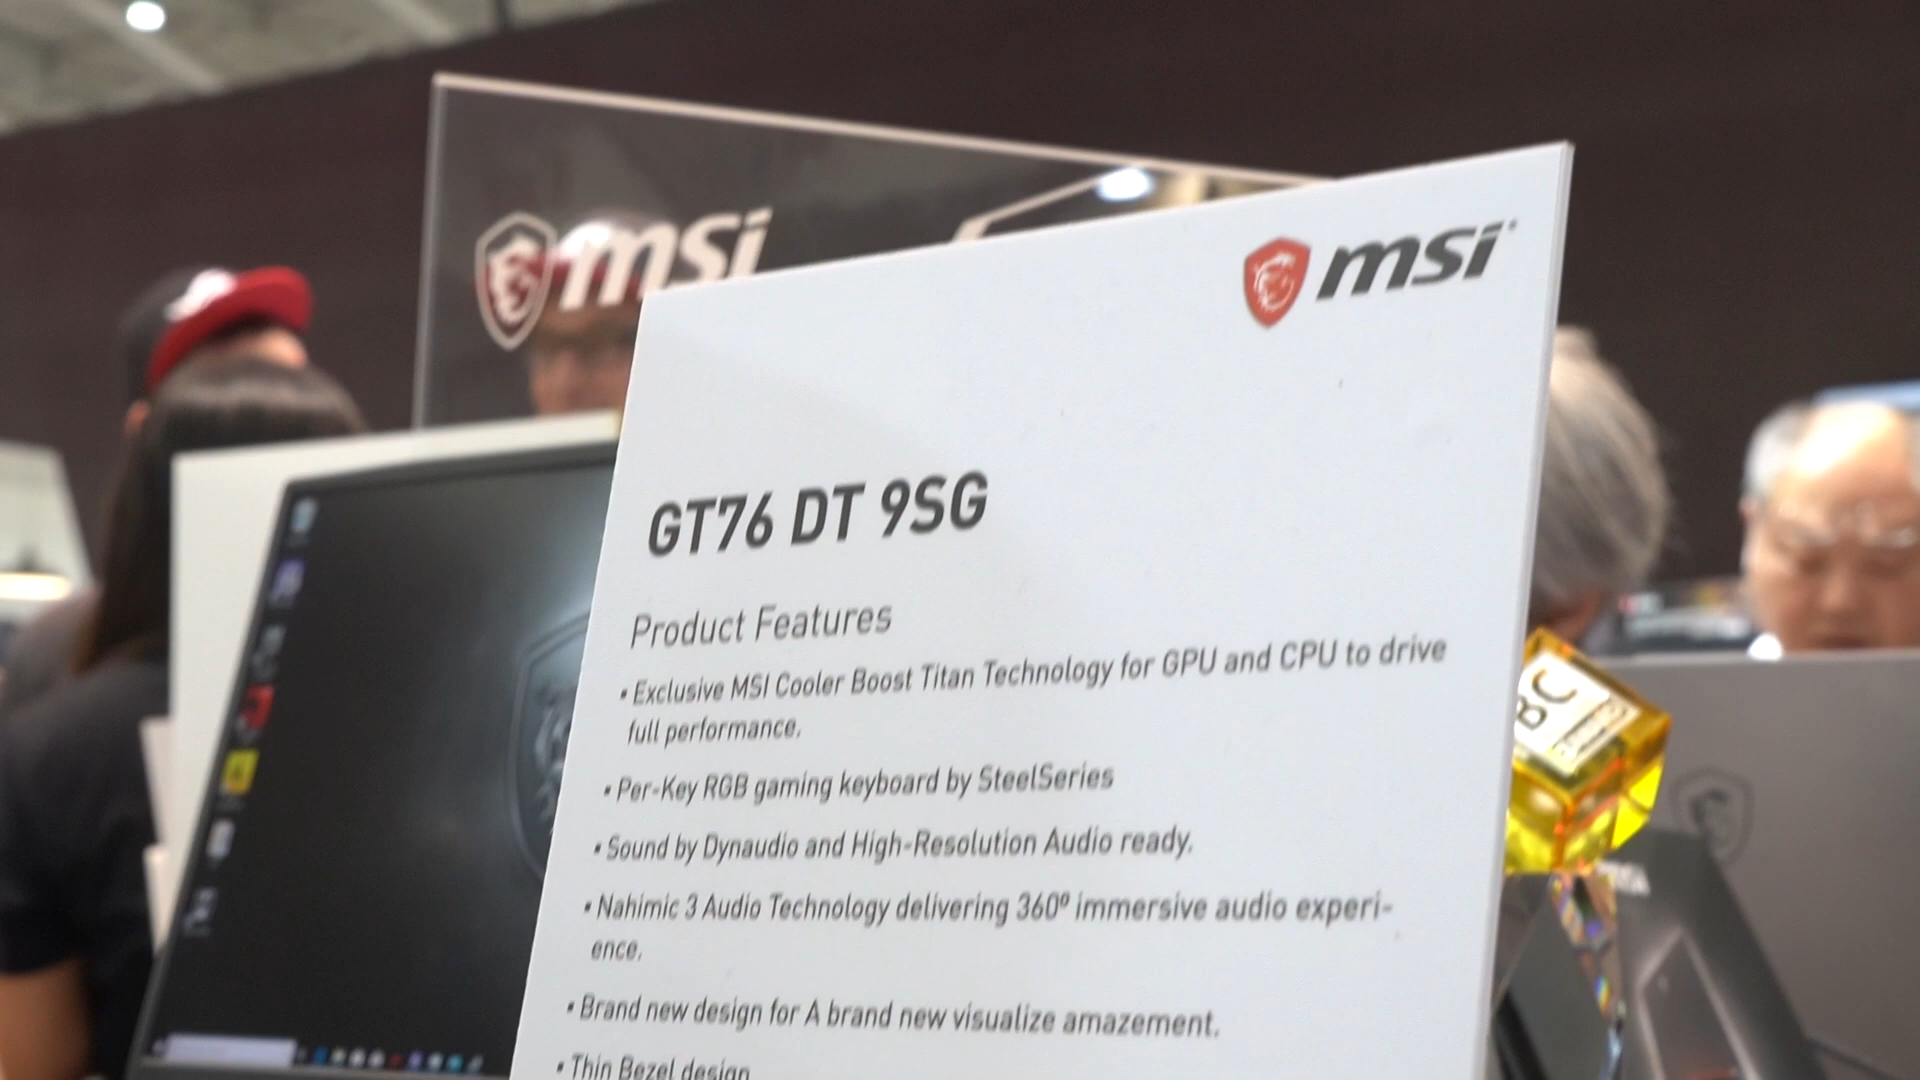 msi
msi
GT76 DT 9SG
Product Features
• Exclusive MSI Cooler Boost Titan Technology for GPU and CPU to drive
full performance.
• Per-Key RGB gaming keyboard by SteelSeries
• Sound by Dynaudio and High-Resolution Audio ready.
• Nahimic 3 Audio Technology delivering 360º immersive audio experi-
ence.
• Brand new design for A brand new visualize amazement.
• Thin Bezel design